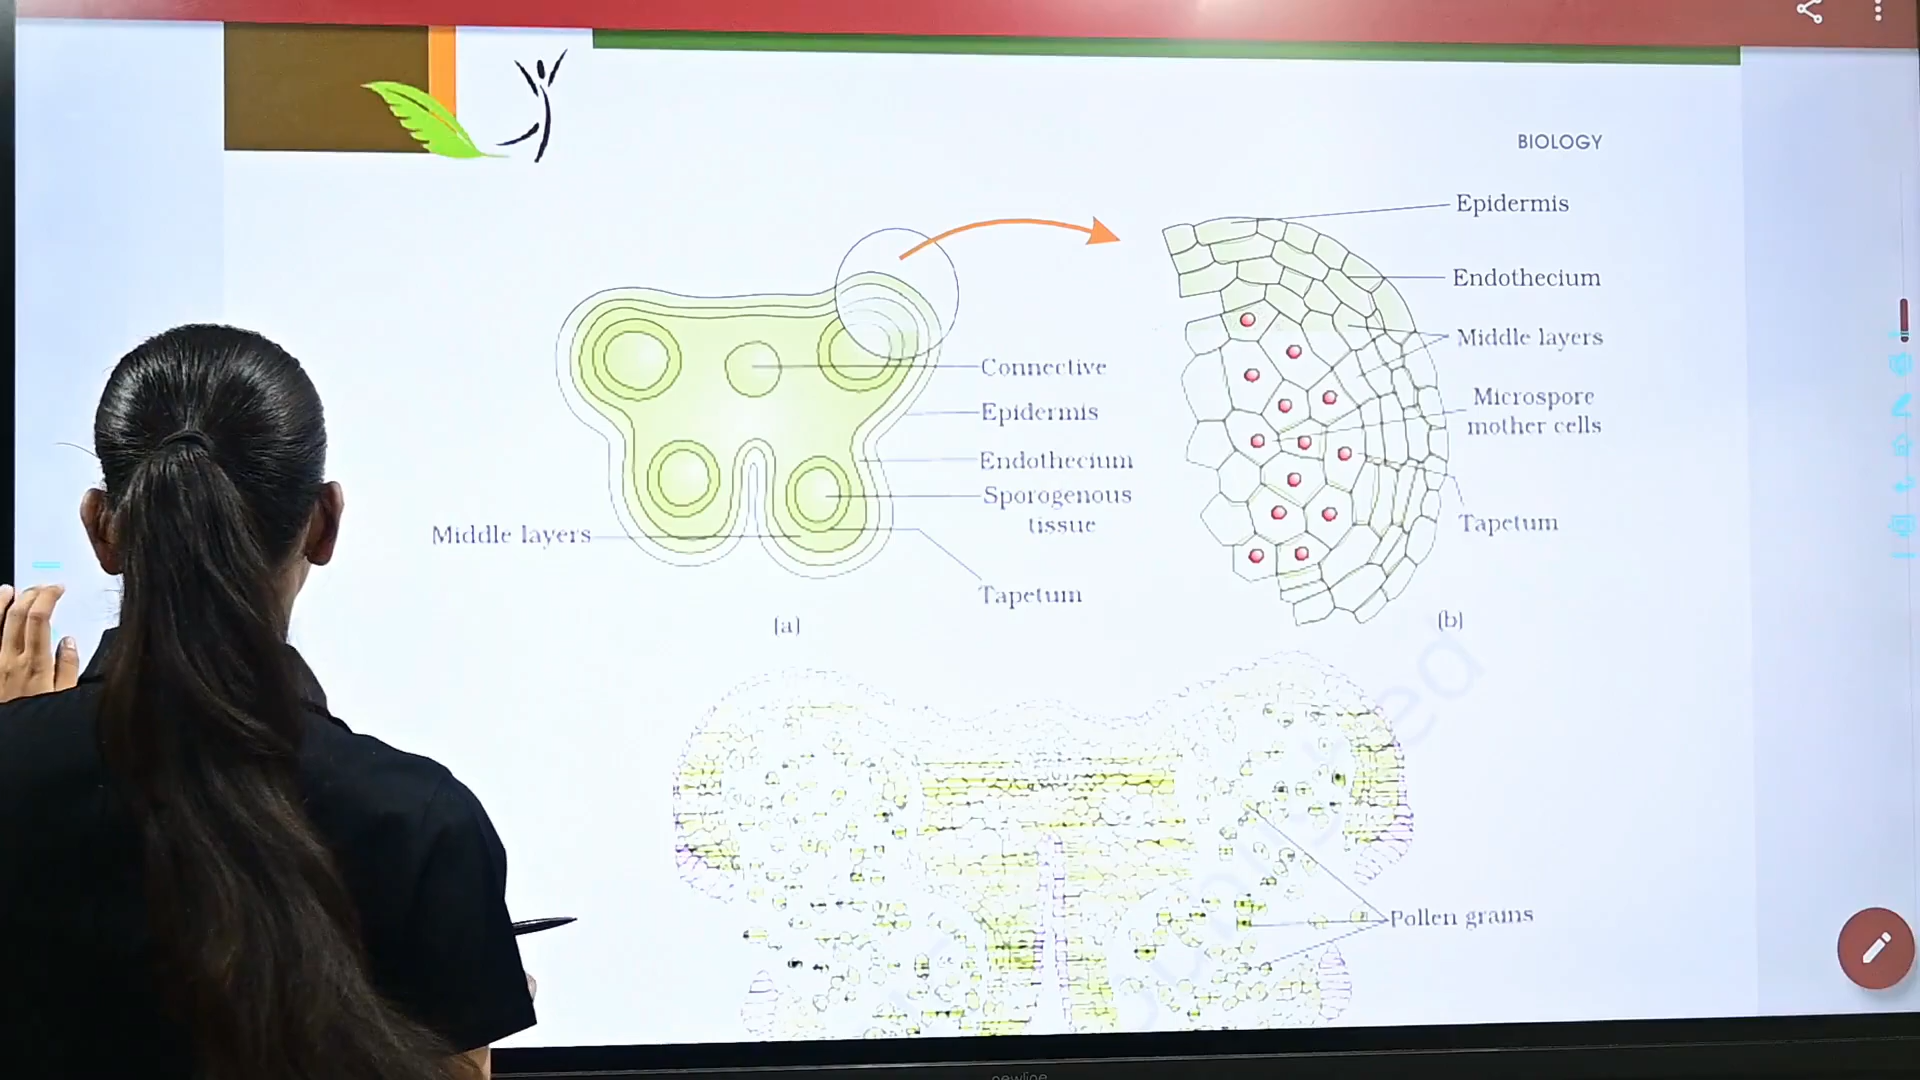 BIOLOGY
Epidermis
Endothecium
Middle layers
Microspore
mother cells
Tapetum
(b)
Connective
Epidermis
Endothecium
Sporogenous
tissue
Middle layers
Tapetum
(a)
Pollen grains
newline